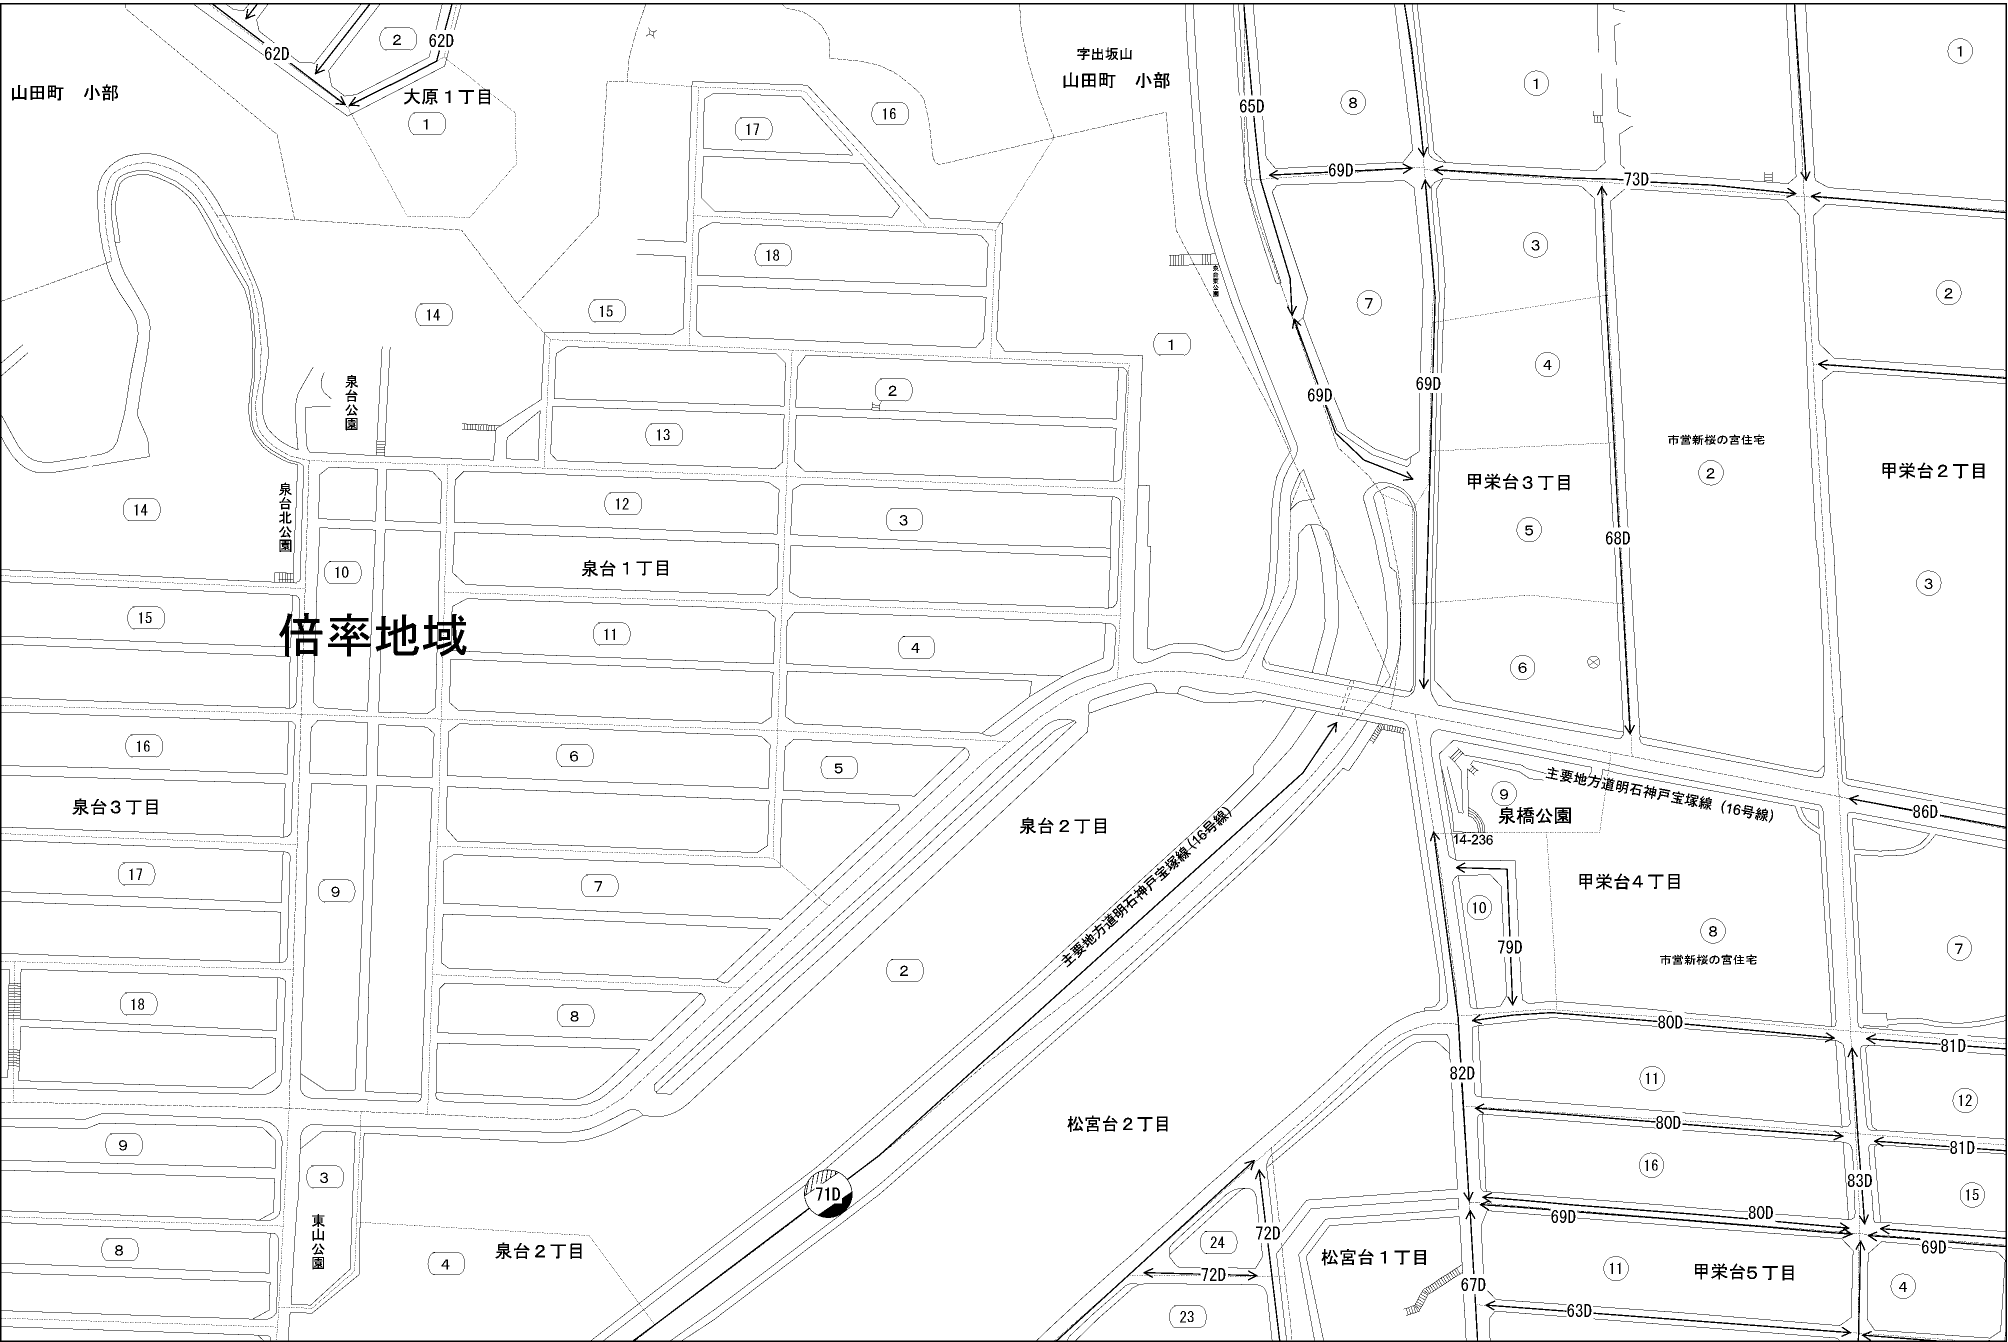 62D
2
62D
山田町　小部
大原１丁目
1
16
17
18
字出坂山
山田町　小部
65D
8
1
1
69D
73D
3
2
7
14
15
1
4
泉台東公園
泉台公園
2
13
69D
69D
市営新桜の宮住宅
2
甲栄台３丁目
甲栄台２丁目
14
泉台北公園
12
3
5
68D
10
泉台１丁目
3
15
倍率地域
11
4
6
16
6
5
泉台３丁目
泉台２丁目
主要地方道明石神戸宝塚線（16号線）
9
主要地方道明石神戸宝塚線（16号線）
泉橋公園
14-236
86D
17
9
7
甲栄台４丁目
10
79D
8
市営新桜の宮住宅
7
2
18
8
80D
81D
82D
11
12
9
松宮台２丁目
80D
81D
3
71D
16
83D
15
80D
69D
東山公園
8
泉台２丁目
4
24
72D
72D
松宮台１丁目
67D
11
甲栄台５丁目
69D
4
23
63D